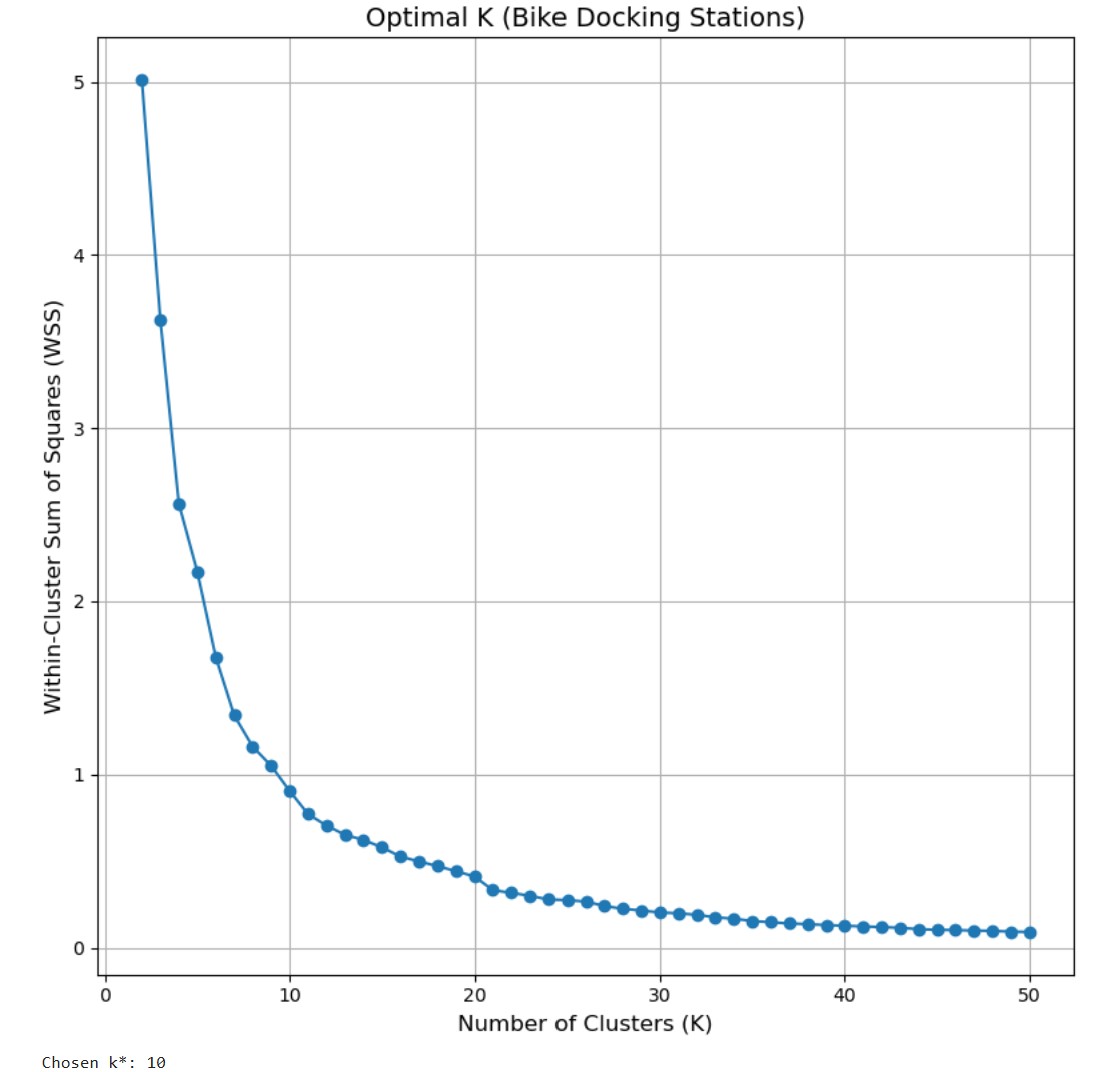 Optimal K (Bike Docking Stations)
5
4
3
2
1
0
Within-Cluster Sum of Squares (WSS)
0 10 20 30 40 50
Number of Clusters (K)
Chosen k*: 10